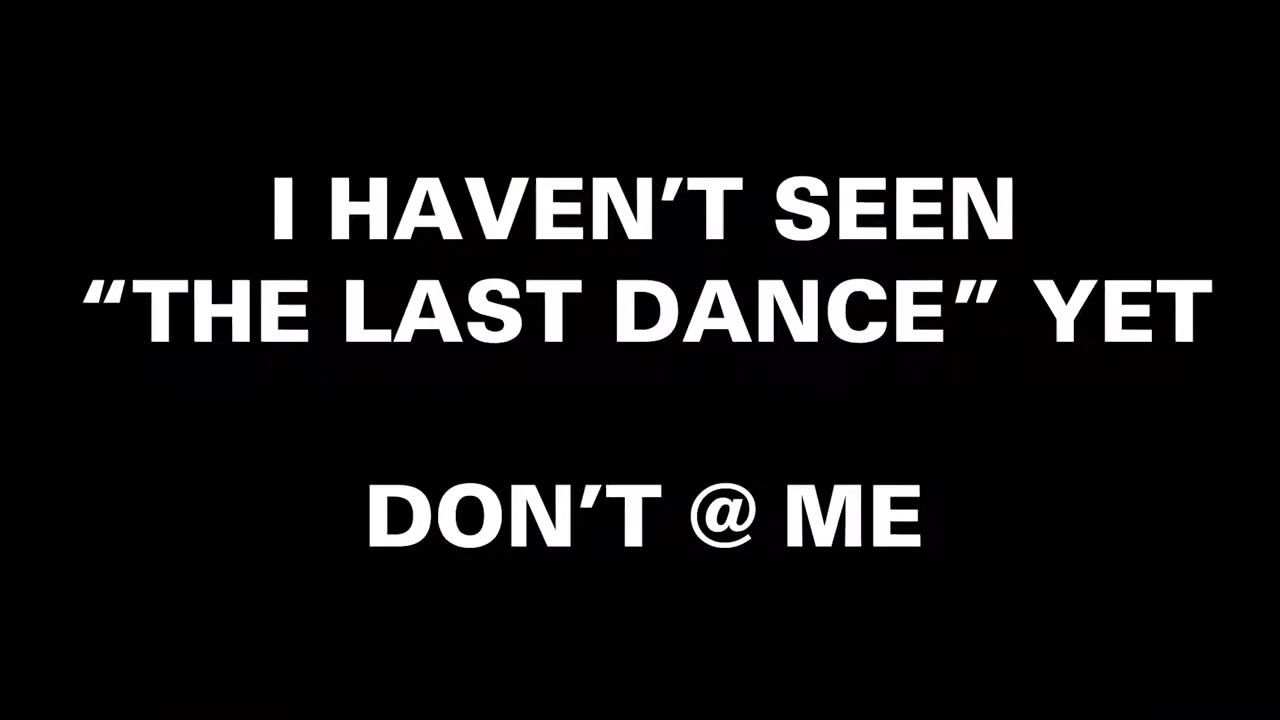 I HAVEN’T SEEN
“THE LAST DANCE” YET
DON’T @ ME